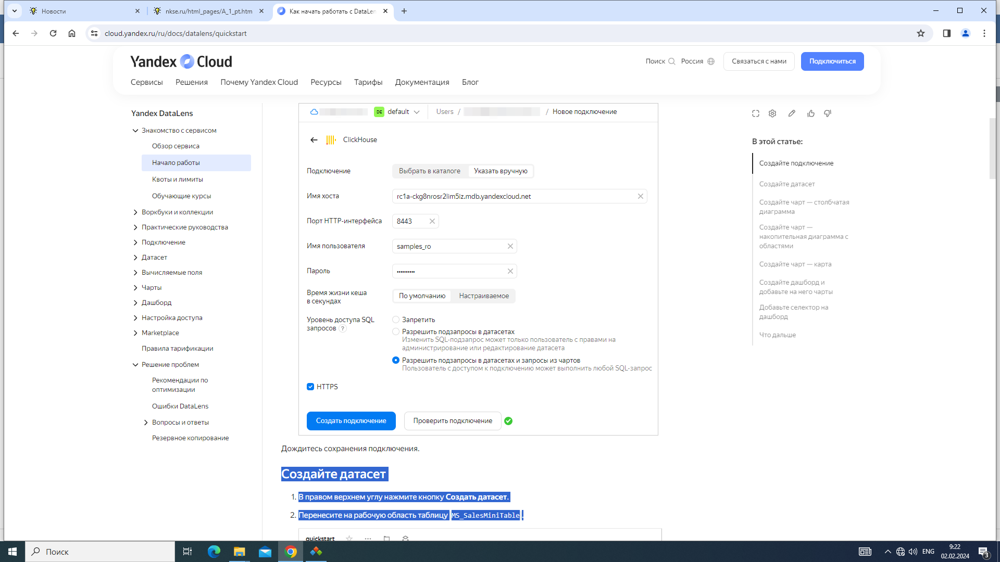 Новости
nkse.ru/html_pages/A_1_pt.htm
Как начать работать с DataLen
cloud.yandex.ru/ru/docs/datalens/quickstart
Yandex Cloud
Поиск
Россия
Связаться с нами
Подключиться
Сервисы
Решения
Почему Yandex Cloud
Ресурсы
Тарифы
Документация
Блог
Yandex DataLens
Знакомство с сервисом
Обзор сервиса
Начало работы
Квоты и лимиты
Обучающие курсы
Воркбуки и коллекции
Практические руководства
Подключение
Датасет
Вычисляемые поля
Чарты
Дашборд
Настройка доступа
Marketplace
Правила тарификации
Решение проблем
Рекомендации по
оптимизации
Ошибки DataLens
Вопросы и ответы
Резервное копирование
DE default
Users / / Новое подключение
ClickHouse
Подключение
Выбрать в каталоге
Указать вручную
Имя хоста
rc1a-ckg8nrosr2lim5iz.mdb.yandexcloud.net
Порт HTTP-интерфейса
8443
Имя пользователя
samples_ro
Пароль
••••••••••
Время жизни кеша
в секундах
По умолчанию
Настраиваемое
Уровень доступа SQL
запросов ?
Запретить
Разрешить подзапросы в датасетах
Изменить SQL-подзапрос может только пользователь с правами на
администрирование или редактирование датасета
Разрешить подзапросы в датасетах и запросы из чартов
Пользователь с доступом к подключению может выполнить любой SQL-запрос
HTTPS
Создать подключение
Проверить подключение
Дождитесь сохранения подключения.
Создайте датасет
1. В правом верхнем углу нажмите кнопку Создать датасет.
2. Перенесите на рабочую область таблицу MS_SalesMiniTable .
quickstart
В этой статье:
Создайте подключение
Создайте датасет
Создайте чарт — столбчатая
диаграмма
Создайте чарт —
накопительная диаграмма с
областями
Создайте чарт — карта
Создайте дашборд и
добавьте на него чарты
Добавьте селектор на
дашборд
Что дальше
Поиск
ENG
9:22
02.02.2024
3